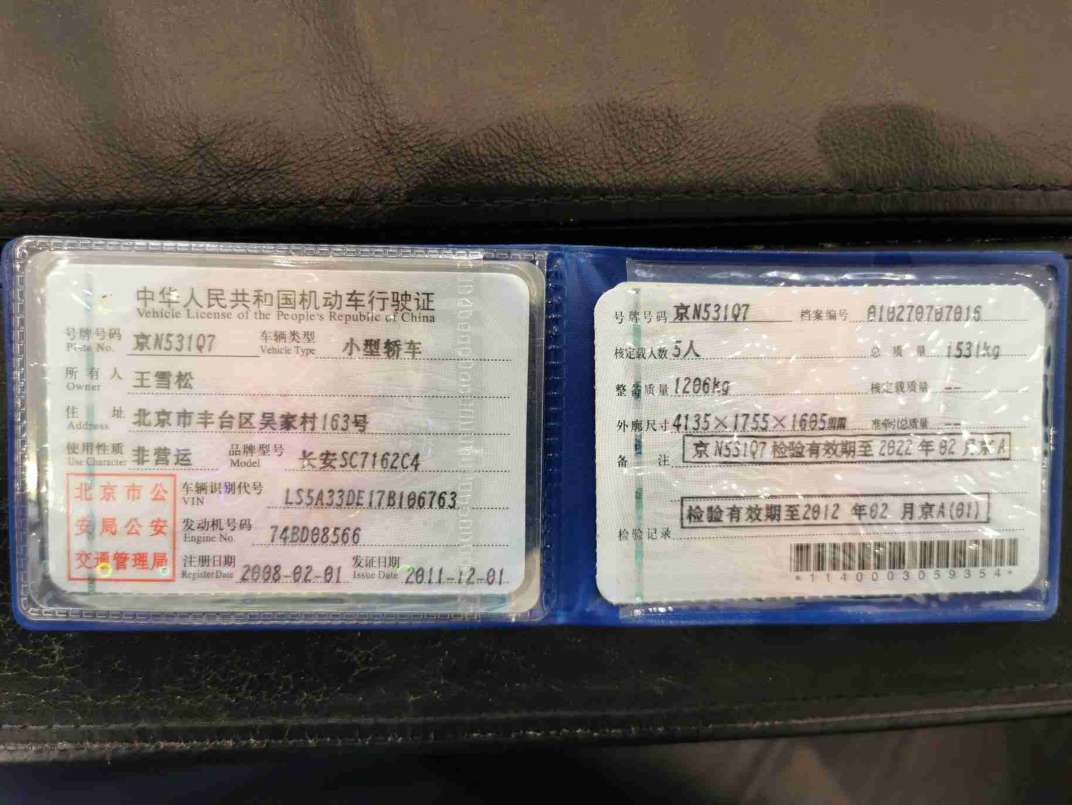 中华人民共和国机动车行驶证
Vehicle License of the People's Republic of China
号牌号码 京N531Q7 车辆类型 小型轿车
Plate No. Vehicle Type
所有人 王雪松
Owner
住址 北京市丰台区吴家村163号
Address
使用性质 非营运 品牌型号 长安SC7162C4
Use Character Model
北京市公安局公安交通管理局
车辆识别代号 LS5A33DE17B106763
VIN
发动机号码 74BD08566
Engine No.
注册日期 2008-02-01 发证日期 2011-12-01
Register Date Issue Date
号牌号码 京N531Q7 档案编号 010270707016
核定载人数 5人 总质量 1531kg
整备质量 1206kg 核定载质量 --
外廓尺寸 4135×1755×1605 准牵引总质量 --
备注 京N5S1Q7检验有效期至2022年02月京A
检验有效期至2012年02月京A(01)
检验记录
*1140003059354*